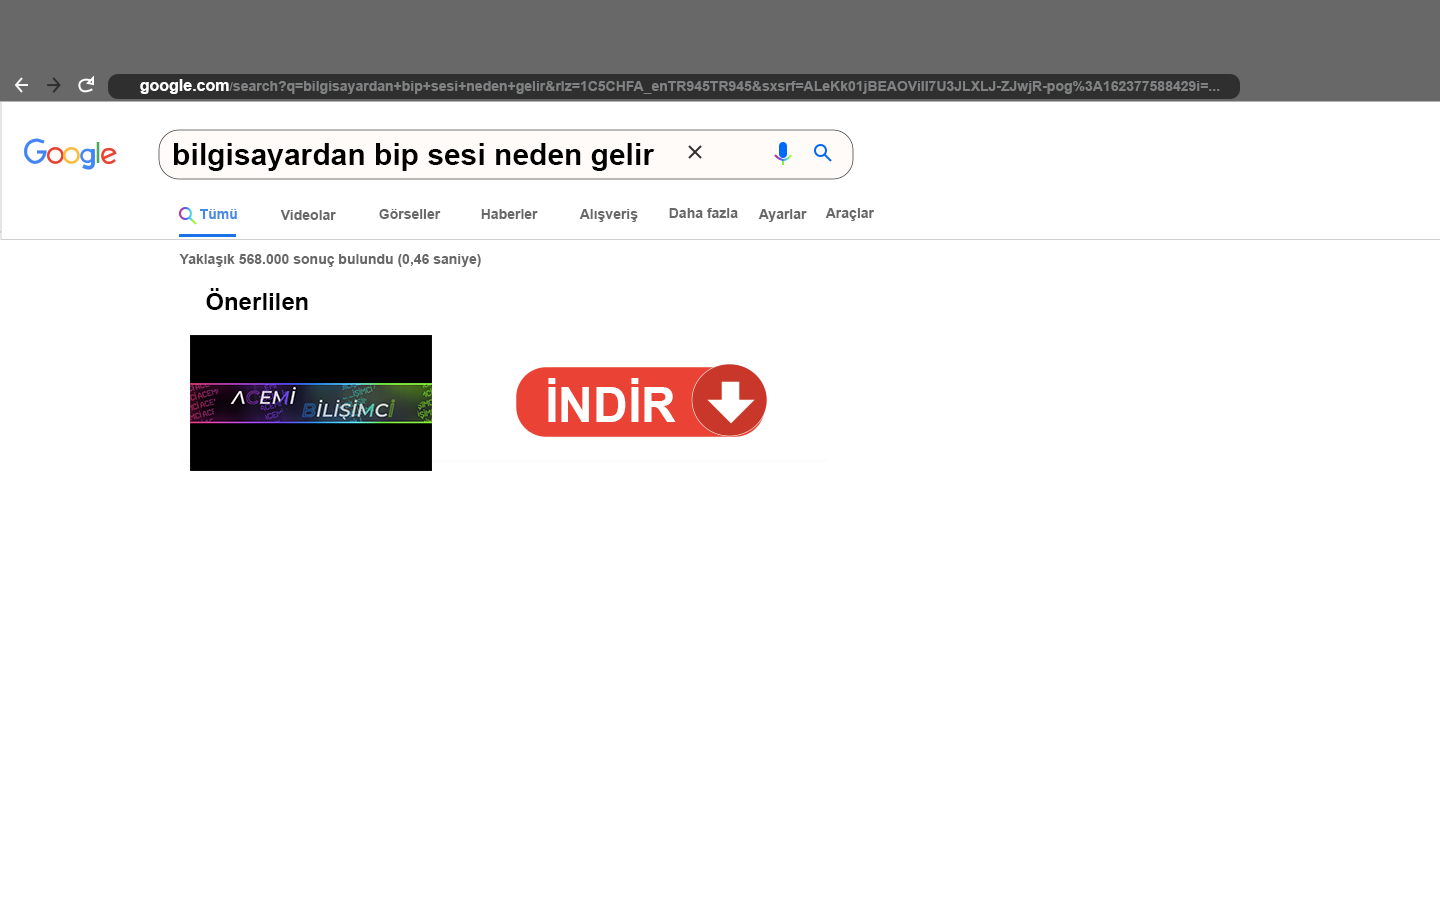 google.com/search?q=bilgisayardan+bip+sesi+neden+gelir&rlz=1C5CHFA_enTR945TR945&sxsrf=ALeKk01jBEAOVill7U3JLXLJ-ZJwjR-pog%3A162377588429i=...
Google
bilgisayardan bip sesi neden gelir
Tümü Videolar Görseller Haberler Alışveriş Daha fazla Ayarlar Araçlar
Yaklaşık 568.000 sonuç bulundu (0,46 saniye)
Önerlilen
ACEMİ
BİLİŞİMCİ
İNDİR